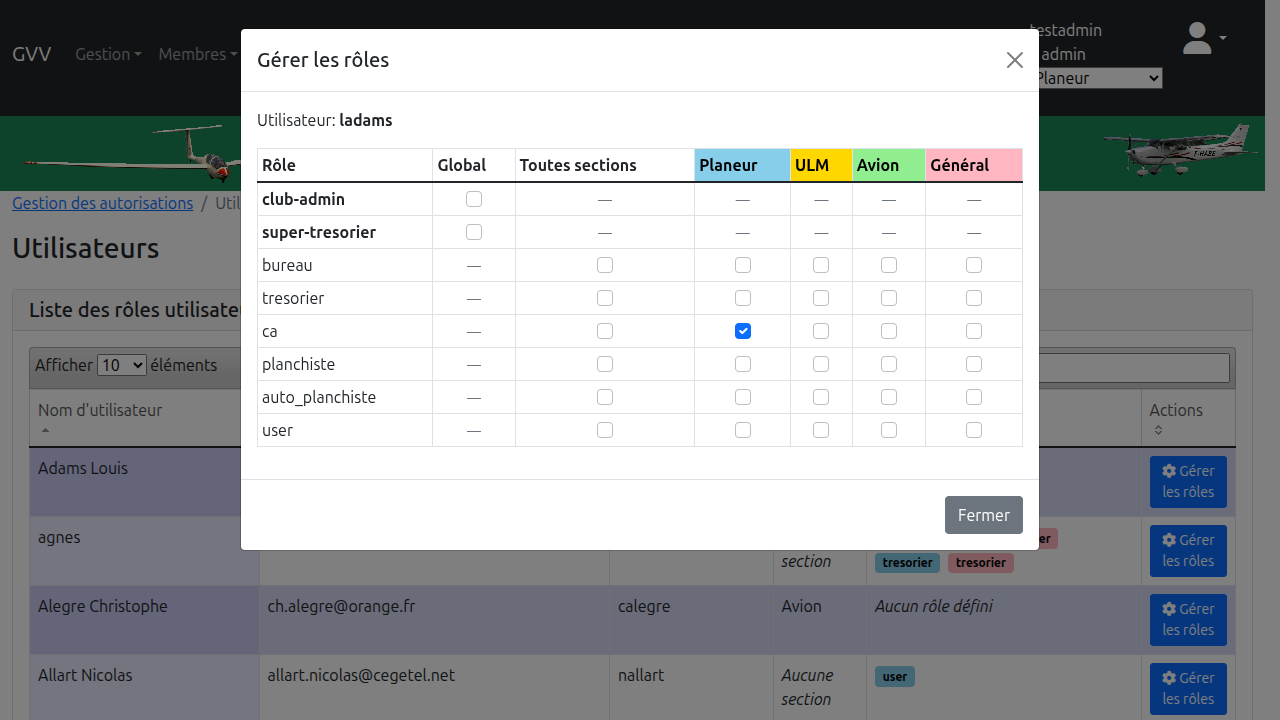 GVV Gestion Membres
testadmin
admin
Planeur
Gérer les rôles
Utilisateur: ladams
Rôle Global Toutes sections Planeur ULM Avion Général
club-admin — — — — —
super-tresorier — — — — —
bureau —
tresorier —
ca —
planchiste —
auto_planchiste —
user —
Fermer
F-HABE
Gestion des autorisations / Util
Utilisateurs
Liste des rôles utilisate
Afficher 10 éléments
Nom d'utilisateur Actions
Adams Louis Gérer
les rôles
agnes section er Gérer
tresorier tresorier les rôles
Alegre Christophe ch.alegre@orange.fr calegre Avion Aucun rôle défini Gérer
les rôles
Allart Nicolas allart.nicolas@cegetel.net nallart Aucune user Gérer
section les rôles